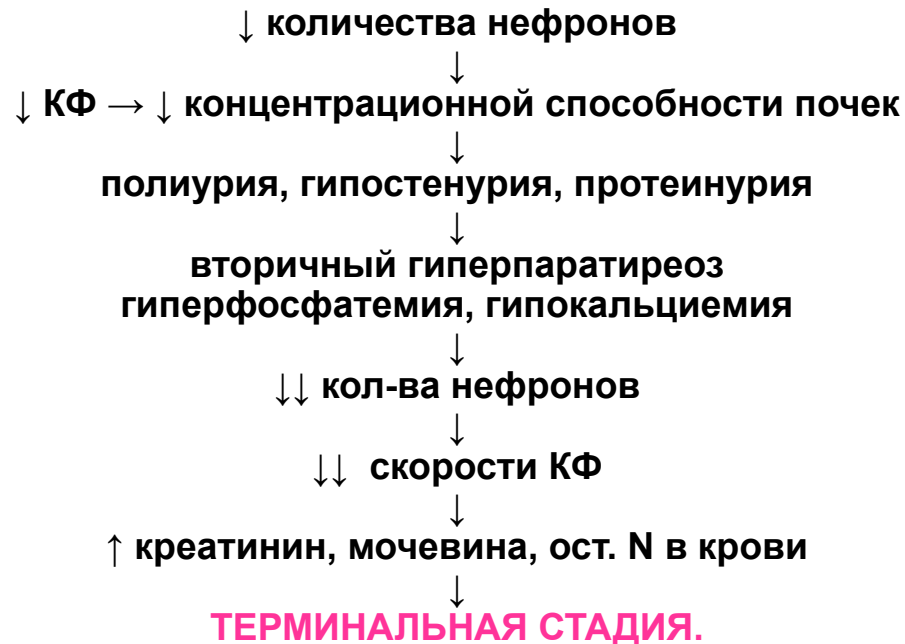 ↓ количества нефронов
↓
↓ КФ → ↓ концентрационной способности почек
↓
полиурия, гипостенурия, протеинурия
↓
вторичный гиперпаратиреоз
гиперфосфатемия, гипокальциемия
↓
↓↓ кол-ва нефронов
↓
↓↓ скорости КФ
↓
↑ креатинин, мочевина, ост. N в крови
↓
ТЕРМИНАЛЬНАЯ СТАДИЯ.